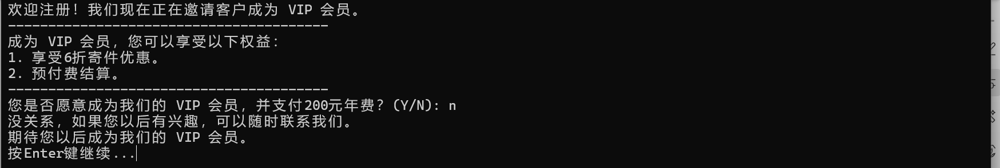 欢迎注册！我们现在正在邀请客户成为 VIP 会员。
----------------------------------------
成为 VIP 会员，您可以享受以下权益：
1. 享受6折寄件优惠。
2. 预付费结算。
----------------------------------------
您是否愿意成为我们的 VIP 会员，并支付200元年费？(Y/N): n
没关系，如果您以后有兴趣，可以随时联系我们。
期待您以后成为我们的 VIP 会员。
按Enter键继续...